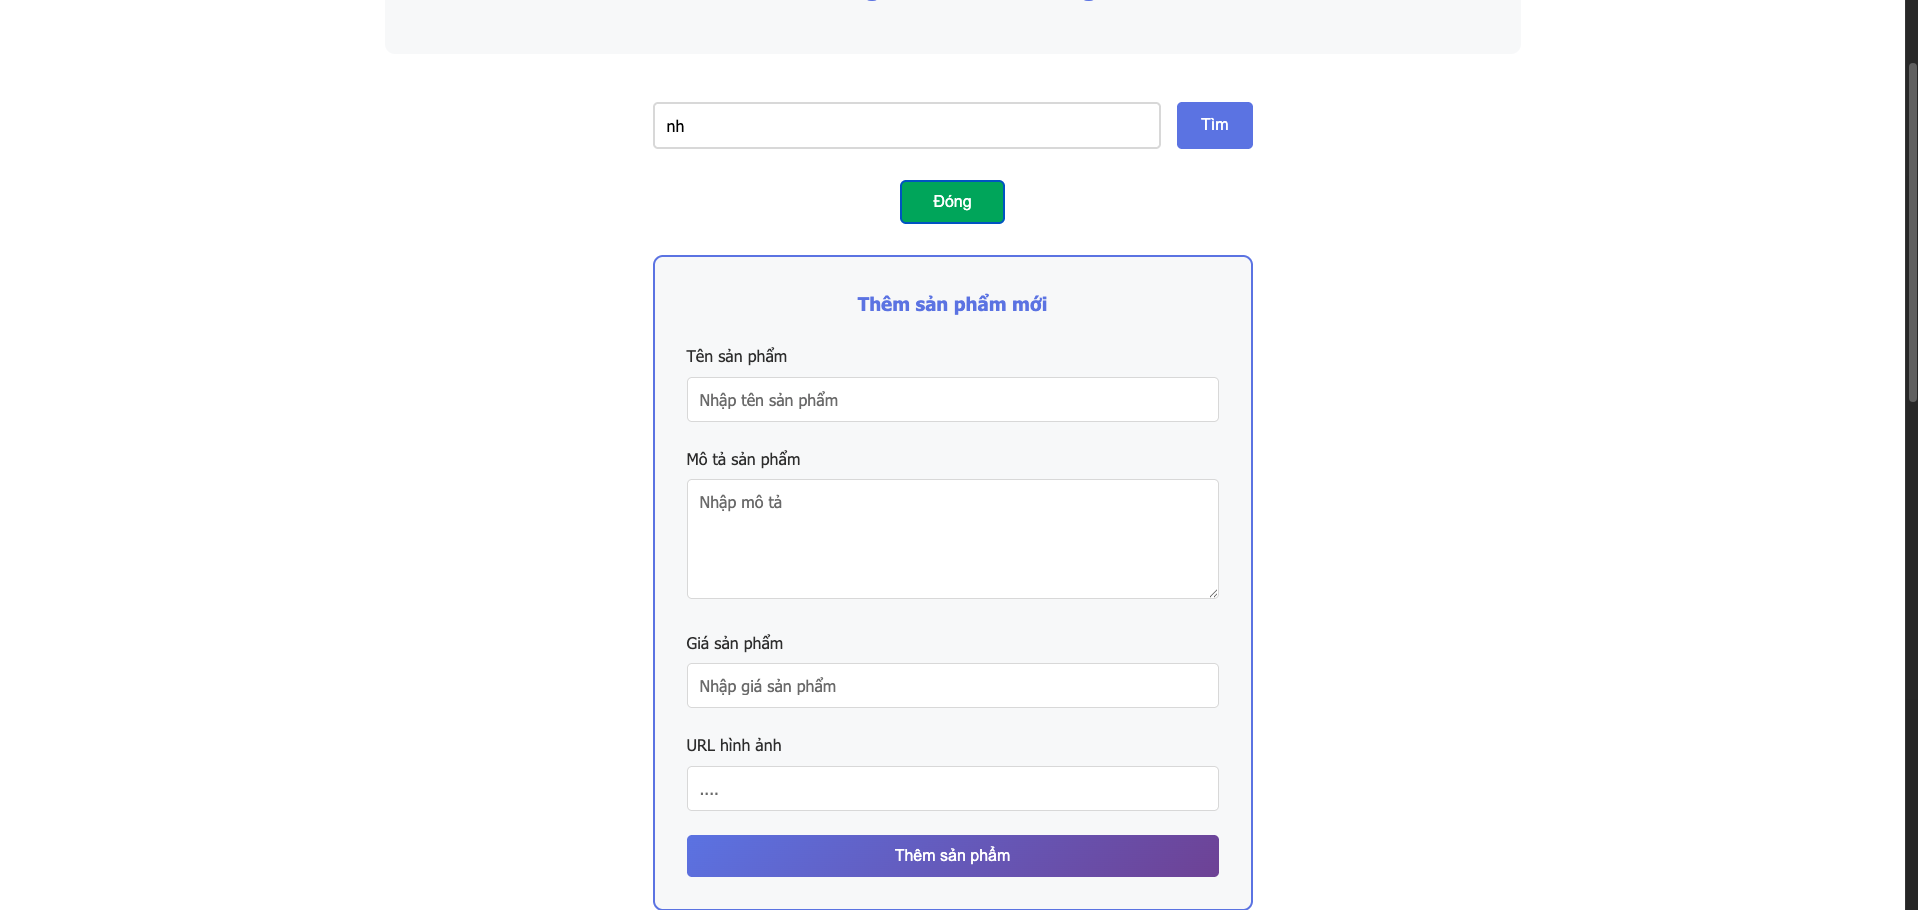 nh
Tìm
Đóng
Thêm sản phẩm mới
Tên sản phẩm
Nhập tên sản phẩm
Mô tả sản phẩm
Nhập mô tả
Giá sản phẩm
Nhập giá sản phẩm
URL hình ảnh
....
Thêm sản phẩm